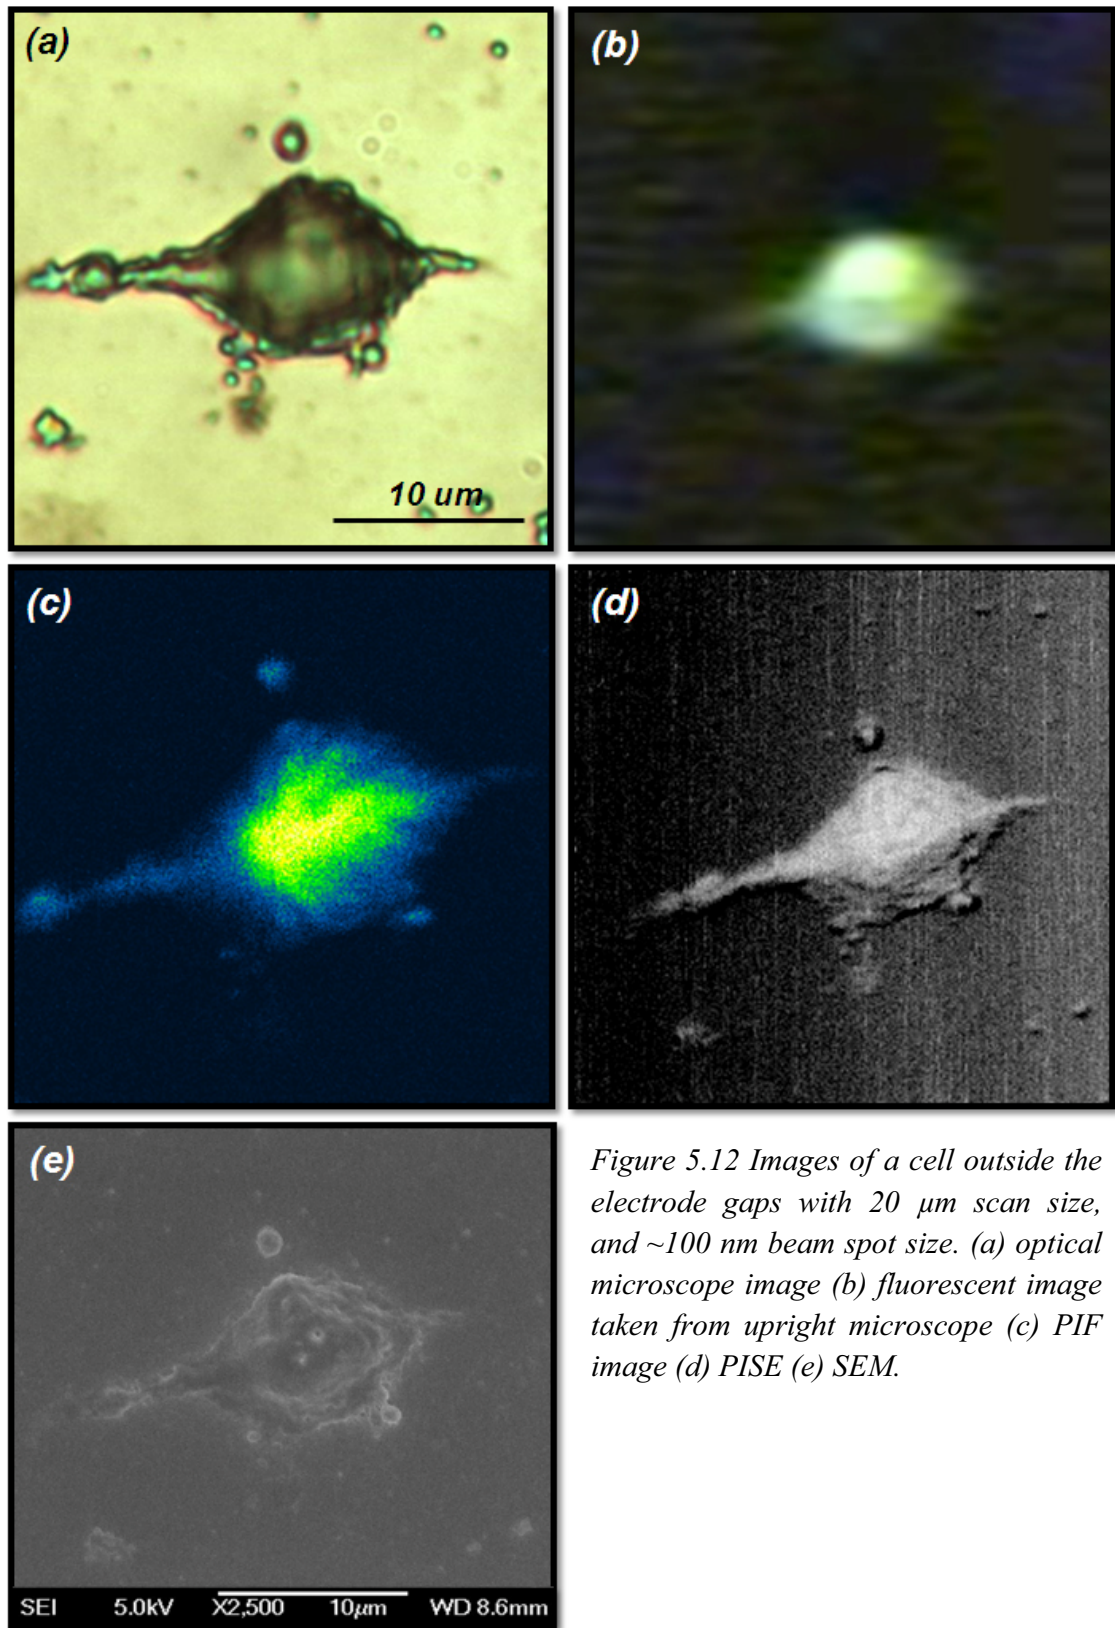 (a)
(b)
10 um
(c)
(d)
(e)
SEI 5.0kV X2,500 10μm WD 8.6mm
Figure 5.12 Images of a cell outside the
electrode gaps with 20 μm scan size,
and ~100 nm beam spot size. (a) optical
microscope image (b) fluorescent image
taken from upright microscope (c) PIF
image (d) PISE (e) SEM.